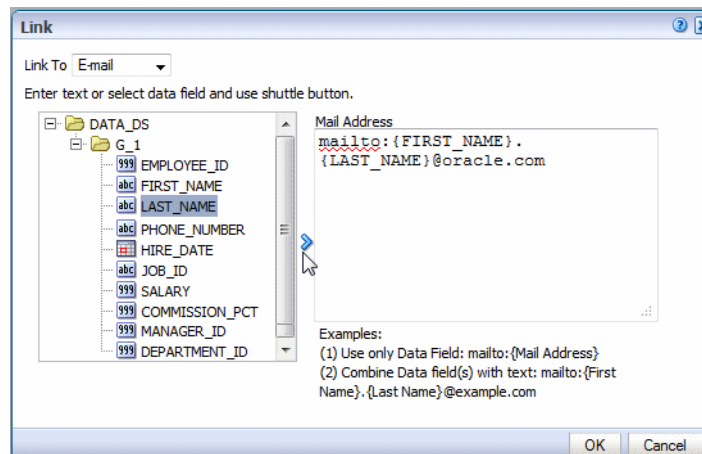 Link
Link To E-mail
Enter text or select data field and use shuttle button.
DATA_DS
G_1
999 EMPLOYEE_ID
abc FIRST_NAME
abc LAST_NAME
abc PHONE_NUMBER
HIRE_DATE
abc JOB_ID
999 SALARY
999 COMMISSION_PCT
999 MANAGER_ID
999 DEPARTMENT_ID
Mail Address
mailto:{FIRST_NAME}.
{LAST_NAME}@oracle.com
Examples:
(1) Use only Data Field: mailto:{Mail Address}
(2) Combine Data field(s) with text: mailto:{First
Name}.{Last Name}@example.com
OK Cancel